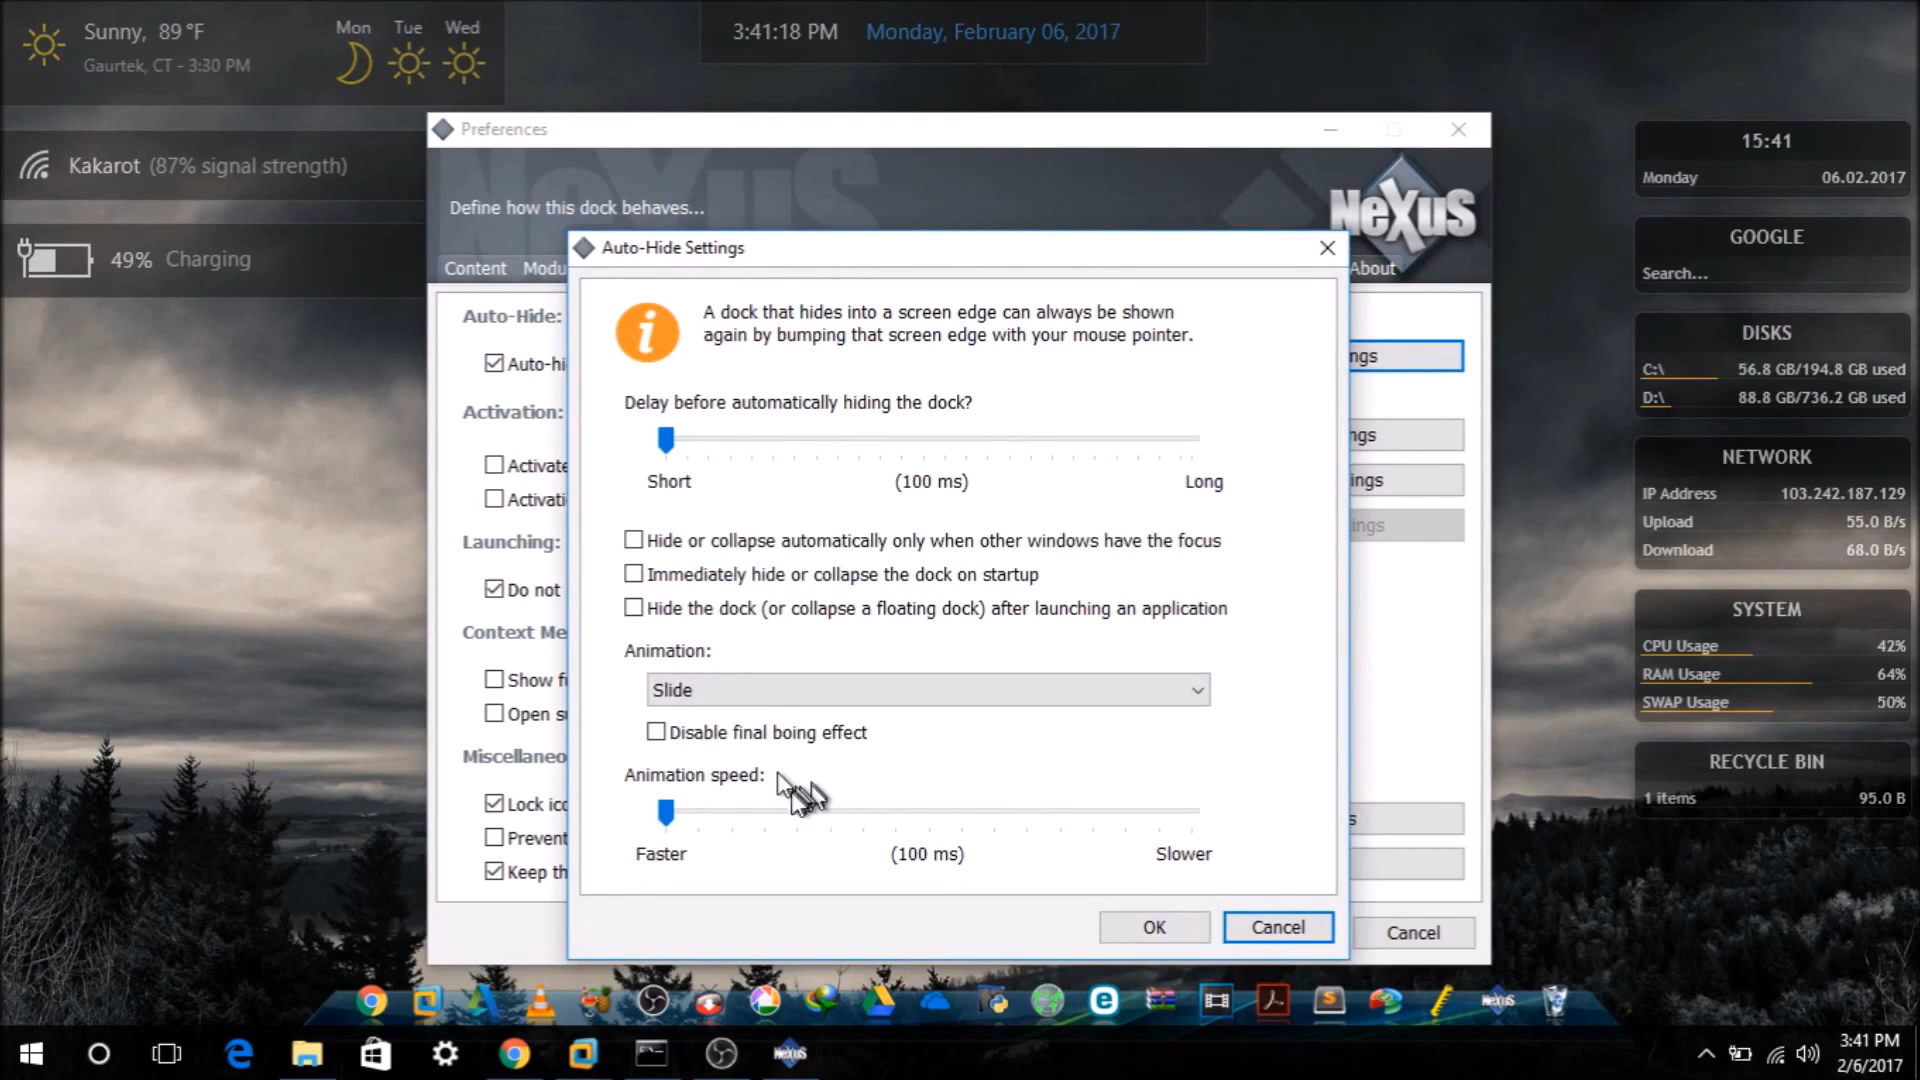 Sunny, 89 °F
Gaurtek, CT - 3:30 PM
Mon Tue Wed
3:41:18 PM Monday, February 06, 2017
Kakarot (87% signal strength)
49% Charging
Preferences
NeXuS
Define how this dock behaves...
NeXuS
Content Modu
About
Auto-Hide:
Auto-hi
ngs
Activation:
Activate
ngs
Activati
ings
ings
Launching:
Do not
Context Me
Show f
Open s
Miscellaneo
Lock ico
s
Prevent
Keep th
Cancel
Auto-Hide Settings
A dock that hides into a screen edge can always be shown
again by bumping that screen edge with your mouse pointer.
Delay before automatically hiding the dock?
Short (100 ms) Long
Hide or collapse automatically only when other windows have the focus
Immediately hide or collapse the dock on startup
Hide the dock (or collapse a floating dock) after launching an application
Animation:
Slide
Disable final boing effect
Animation speed:
Faster (100 ms) Slower
OK Cancel
15:41
Monday 06.02.2017
GOOGLE
Search...
DISKS
C:\ 56.8 GB/194.8 GB used
D:\ 88.8 GB/736.2 GB used
NETWORK
IP Address 103.242.187.129
Upload 55.0 B/s
Download 68.0 B/s
SYSTEM
CPU Usage 42%
RAM Usage 64%
SWAP Usage 50%
RECYCLE BIN
1 items 95.0 B
NeXuS
NeXuS
3:41 PM
2/6/2017